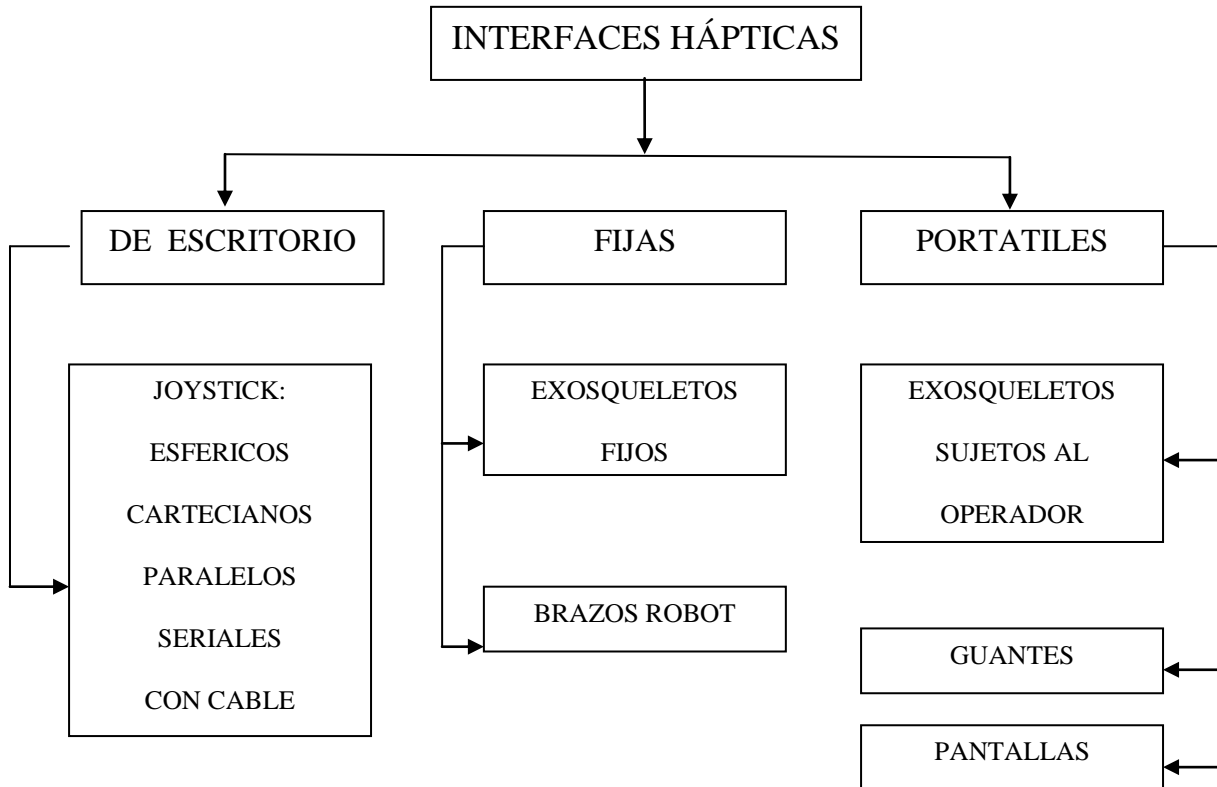 INTERFACES HÁPTICAS
DE ESCRITORIO
FIJAS
PORTATILES
JOYSTICK:
ESFERICOS
CARTECIANOS
PARALELOS
SERIALES
CON CABLE
EXOSQUELETOS
FIJOS
BRAZOS ROBOT
EXOSQUELETOS
SUJETOS AL
OPERADOR
GUANTES
PANTALLAS